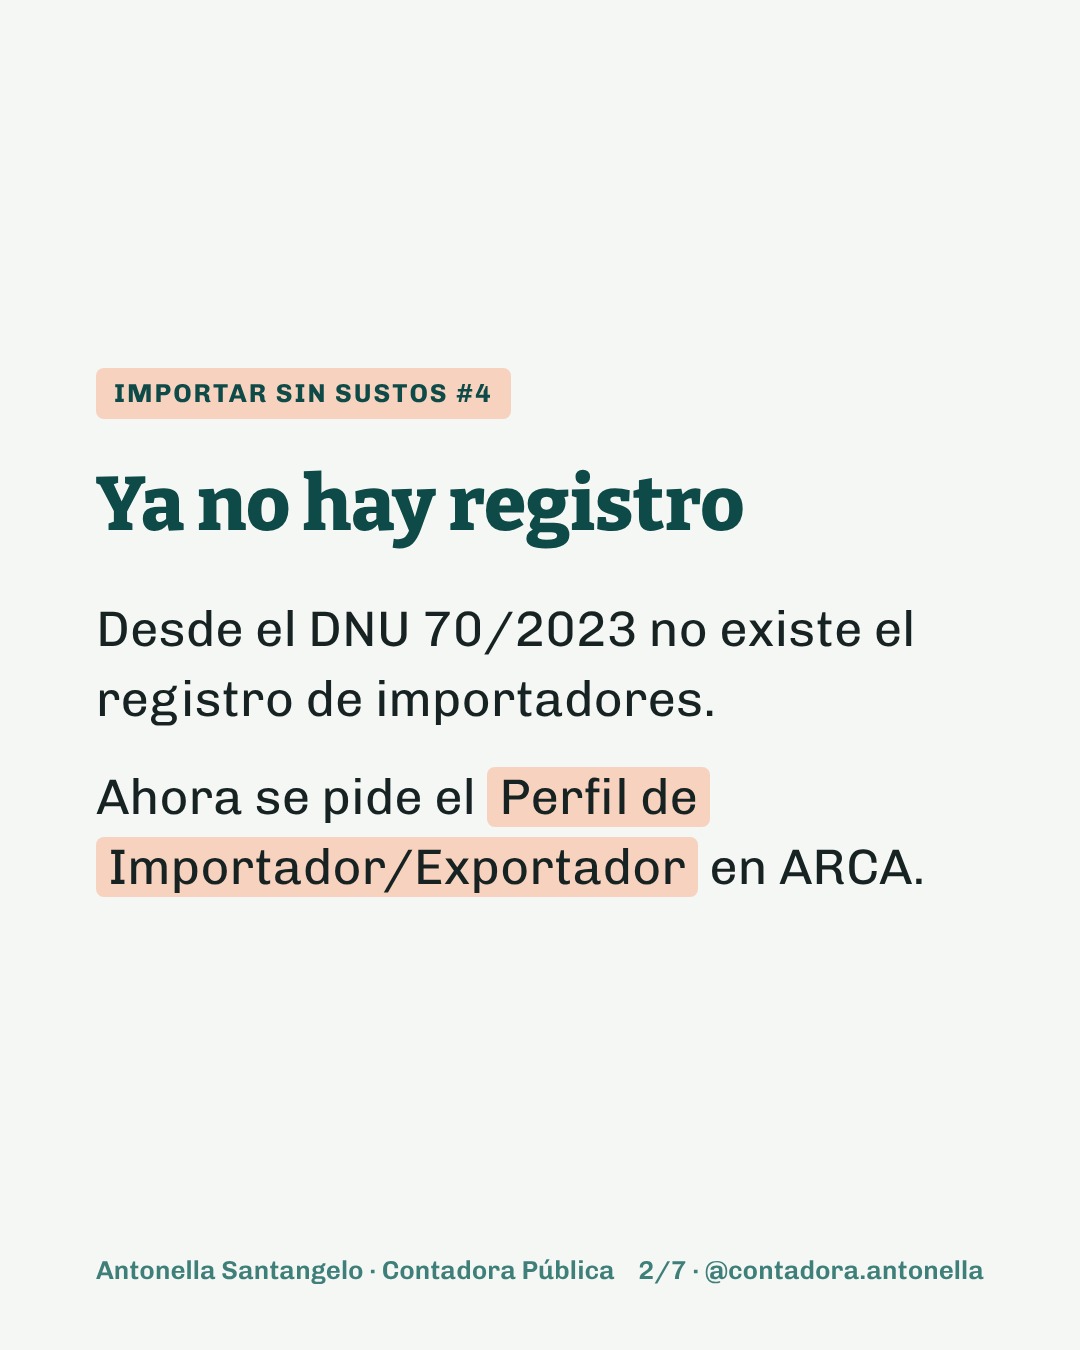 IMPORTAR SIN SUSTOS #4
Ya no hay registro
Desde el DNU 70/2023 no existe el
registro de importadores.
Ahora se pide el Perfil de
Importador/Exportador en ARCA.
Antonella Santangelo · Contadora Pública 2/7 · @contadora.antonella